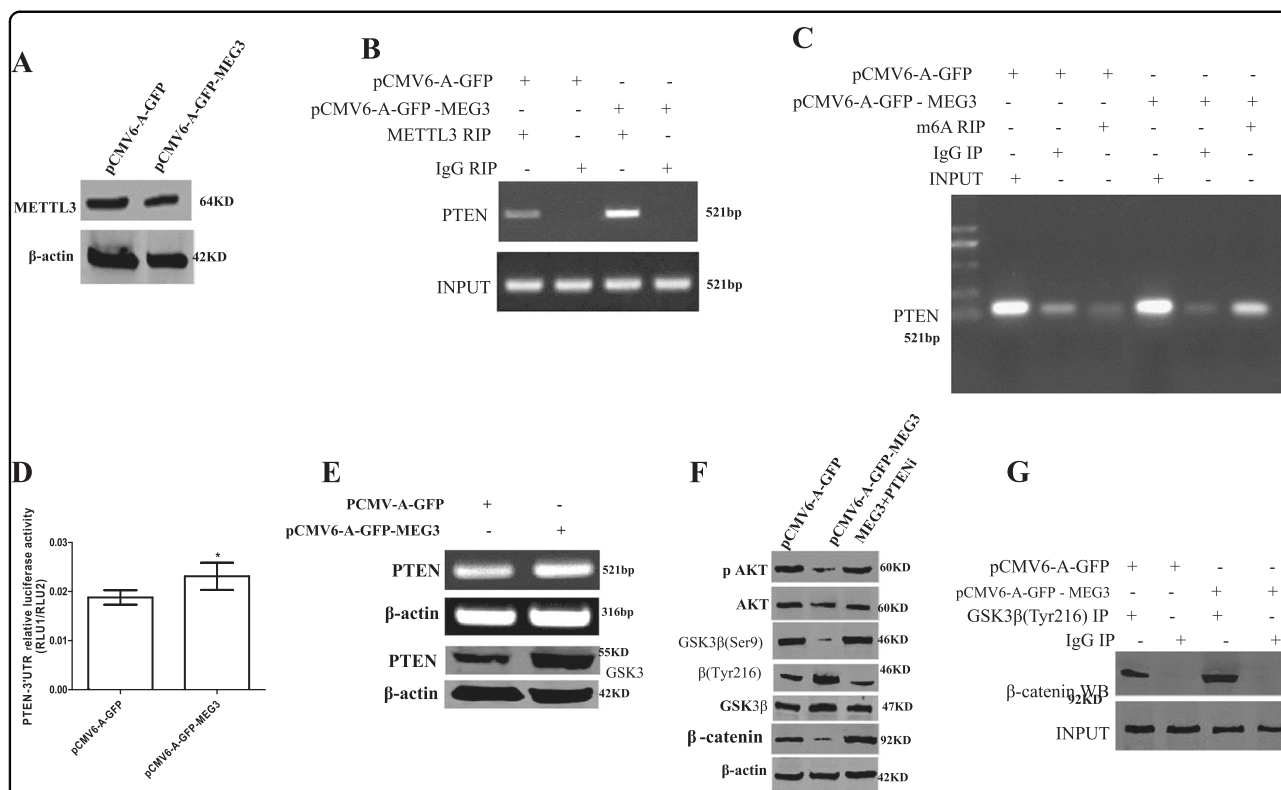 A
pCMV6-A-GFP
pCMV6-A-GFP-MEG3
METTL3 64KD
β-actin 42KD
B
pCMV6-A-GFP + + - -
pCMV6-A-GFP -MEG3 - - + +
METTL3 RIP + - + -
IgG RIP - + - +
PTEN 521bp
INPUT 521bp
C
pCMV6-A-GFP + + + - - -
pCMV6-A-GFP - MEG3 - - - + + +
m6A RIP - - + - - +
IgG IP - + - - + -
INPUT + - - + - -
PTEN
521bp
D
PTEN-3'UTR relative luciferase activity
(RLU1/RLU2)
0.03
0.02
0.01
0.00
*
pCMV6-A-GFP
pCMV6-A-GFP-MEG3
E
PCMV-A-GFP + -
pCMV6-A-GFP-MEG3 - +
PTEN 521bp
β-actin 316bp
PTEN 55KD
GSK3
β-actin 42KD
F
pCMV6-A-GFP
pCMV6-A-GFP-MEG3
MEG3+PTENi
p AKT 60KD
AKT 60KD
GSK3β(Ser9) 46KD
β(Tyr216) 46KD
GSK3β 47KD
β-catenin 92KD
β-actin 42KD
G
pCMV6-A-GFP + + - -
pCMV6-A-GFP - MEG3 - - + +
GSK3β(Tyr216) IP + - + -
IgG IP - + - +
β-catenin WB
92KD
INPUT